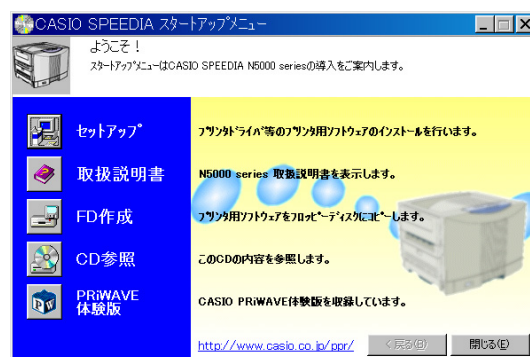 CASIO SPEEDIA スタートアップメニュー
ようこそ！
スタートアップメニューはCASIO SPEEDIA N5000 seriesの導入をご案内します。
セットアップ
プリンタドライバ等のプリンタ用ソフトウェアのインストールを行います。
取扱説明書
N5000 series 取扱説明書を表示します。
FD作成
プリンタ用ソフトウェアをフロッピーディスクにコピーします。
CD参照
このCDの内容を参照します。
PRiWAVE
体験版
CASIO PRiWAVE体験版を収録しています。
http://www.casio.co.jp/ppr/
<戻る(B)
閉じる(E)